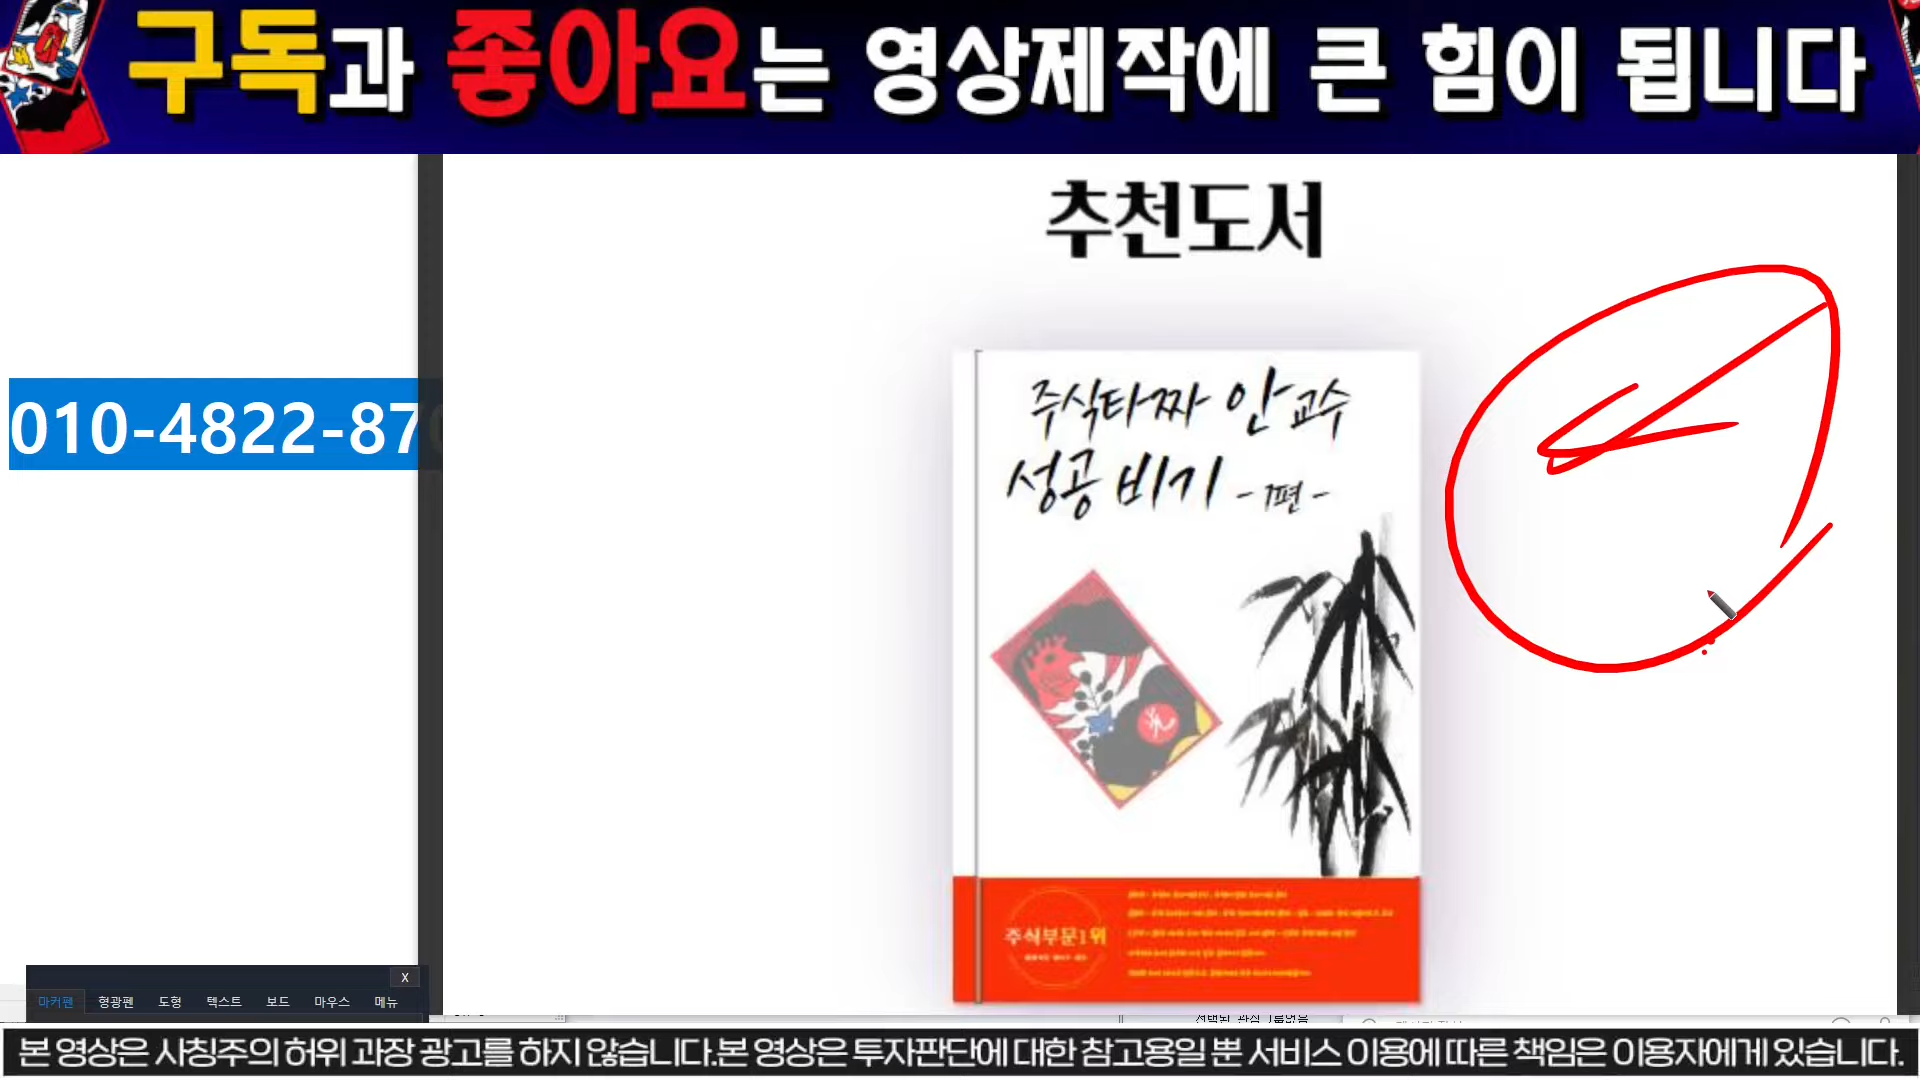 구독과 좋아요는 영상제작에 큰 힘이 됩니다
추천도서
010-4822-87
주식타짜 안교수
성공 비기 -1편-
주식부문1위
X
마커펜 형광펜 도형 텍스트 보드 마우스 메뉴
본 영상은 사칭주의 허위 과장 광고를 하지 않습니다.본 영상은 투자판단에 대한 참고용일 뿐 서비스 이용에 따른 책임은 이용자에게 있습니다.